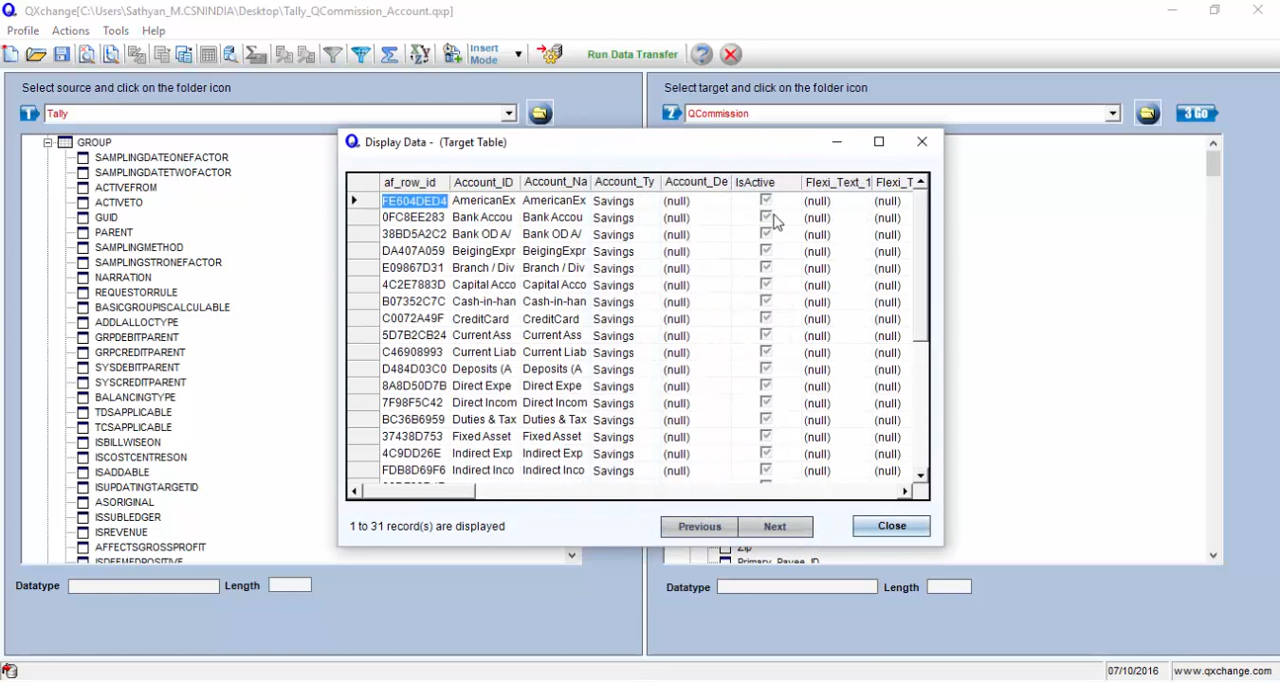 QXchange[C:\Users\Sathyan_M.CSNINDIA\Desktop\Tally_QCommission_Account.qxp]
Profile Actions Tools Help
Insert Mode Run Data Transfer
Select source and click on the folder icon
1 Tally
GROUP
SAMPLINGDATEONEFACTOR
SAMPLINGDATETWOFACTOR
ACTIVEFROM
ACTIVETO
GUID
PARENT
SAMPLINGMETHOD
SAMPLINGSTRONEFACTOR
NARRATION
REQUESTORRULE
BASICGROUPISCALCULABLE
ADDLALLOCTYPE
GRPDEBITPARENT
GRPCREDITPARENT
SYSDEBITPARENT
SYSCREDITPARENT
BALANCINGTYPE
TDSAPPLICABLE
TCSAPPLICABLE
ISBILLWISEON
ISCOSTCENTRESON
ISADDABLE
ISUPDATINGTARGETID
ASORIGINAL
ISSUBLEDGER
ISREVENUE
AFFECTSGROSSPROFIT
ISDEEMEDPOSITIVE
Datatype Length
Select target and click on the folder icon
2 QCommission 3 Go
Display Data - (Target Table)
af_row_id Account_ID Account_Na Account_Ty Account_De IsActive Flexi_Text_1 Flexi_T
FE604DED4 AmericanEx AmericanEx Savings (null) (null) (null)
0FC8EE283 Bank Accou Bank Accou Savings (null) (null) (null)
38BD5A2C2 Bank OD A/ Bank OD A/ Savings (null) (null) (null)
DA407A059 BeigingExpr BeigingExpr Savings (null) (null) (null)
E09867D31 Branch / Div Branch / Div Savings (null) (null) (null)
4C2E7883D Capital Acco Capital Acco Savings (null) (null) (null)
B07352C7C Cash-in-han Cash-in-han Savings (null) (null) (null)
C0072A49F CreditCard CreditCard Savings (null) (null) (null)
5D7B2CB24 Current Ass Current Ass Savings (null) (null) (null)
C46908993 Current Liab Current Liab Savings (null) (null) (null)
D484D03C0 Deposits (A Deposits (A Savings (null) (null) (null)
8A8D50D7B Direct Expe Direct Expe Savings (null) (null) (null)
7F98F5C42 Direct Incom Direct Incom Savings (null) (null) (null)
BC36B6959 Duties & Tax Duties & Tax Savings (null) (null) (null)
37438D753 Fixed Asset Fixed Asset Savings (null) (null) (null)
4C9DD26E Indirect Exp Indirect Exp Savings (null) (null) (null)
FDB8D69F6 Indirect Inco Indirect Inco Savings (null) (null) (null)
1 to 31 record(s) are displayed Previous Next Close
Zip
Primary_Payee_ID
Datatype Length
07/10/2016 www.qxchange.com